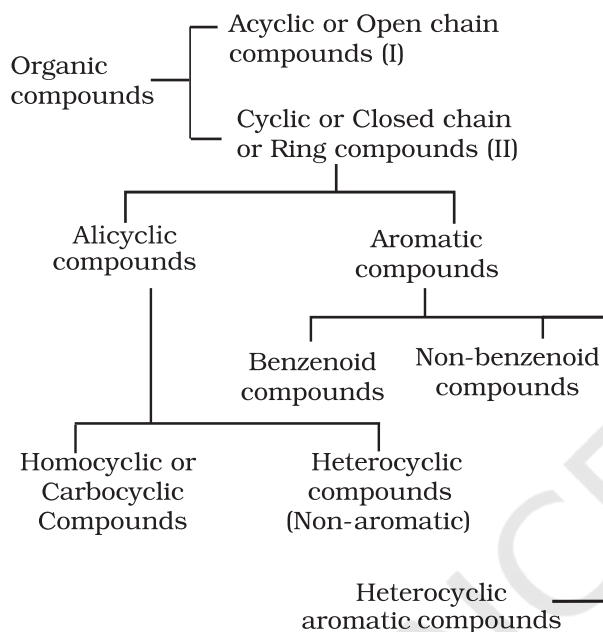 Acyclic or Open chain
compounds (I)
Organic
compounds
Cyclic or Closed chain
or Ring compounds (II)
Alicyclic
compounds
Aromatic
compounds
Benzenoid
compounds
Non-benzenoid
compounds
Homocyclic or
Carbocyclic
Compounds
Heterocyclic
compounds
(Non-aromatic)
Heterocyclic
aromatic compounds